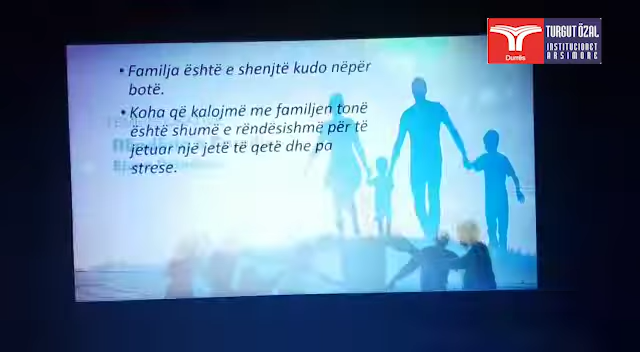 TURGUT ÖZAL
INSTITUCIONET
ARSIMORE
Durrës
• Familja është e shenjtë kudo nëpër
botë.
• Koha që kalojmë me familjen tonë
është shumë e rëndësishme për të
jetuar një jetë të qetë dhe pa
strese.